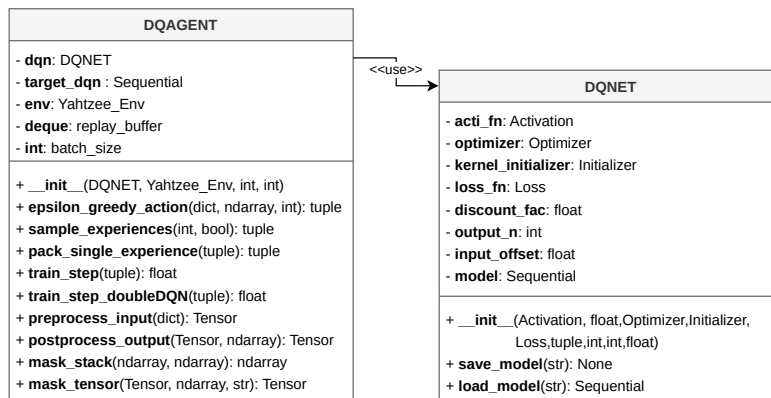 DQAGENT
- dqn: DQNET
- target_dqn : Sequential
- env: Yahtzee_Env
- deque: replay_buffer
- int: batch_size
+ __init__(DQNET, Yahtzee_Env, int, int)
+ epsilon_greedy_action(dict, ndarray, int): tuple
+ sample_experiences(int, bool): tuple
+ pack_single_experience(tuple): tuple
+ train_step(tuple): float
+ train_step_doubleDQN(tuple): float
+ preprocess_input(dict): Tensor
+ postprocess_output(Tensor, ndarray): Tensor
+ mask_stack(ndarray, ndarray): ndarray
+ mask_tensor(Tensor, ndarray, str): Tensor
<<use>>
DQNET
- acti_fn: Activation
- optimizer: Optimizer
- kernel_initializer: Initializer
- loss_fn: Loss
- discount_fac: float
- output_n: int
- input_offset: float
- model: Sequential
+ __init__(Activation, float,Optimizer,Initializer,
Loss,tuple,int,int,float)
+ save_model(str): None
+ load_model(str): Sequential